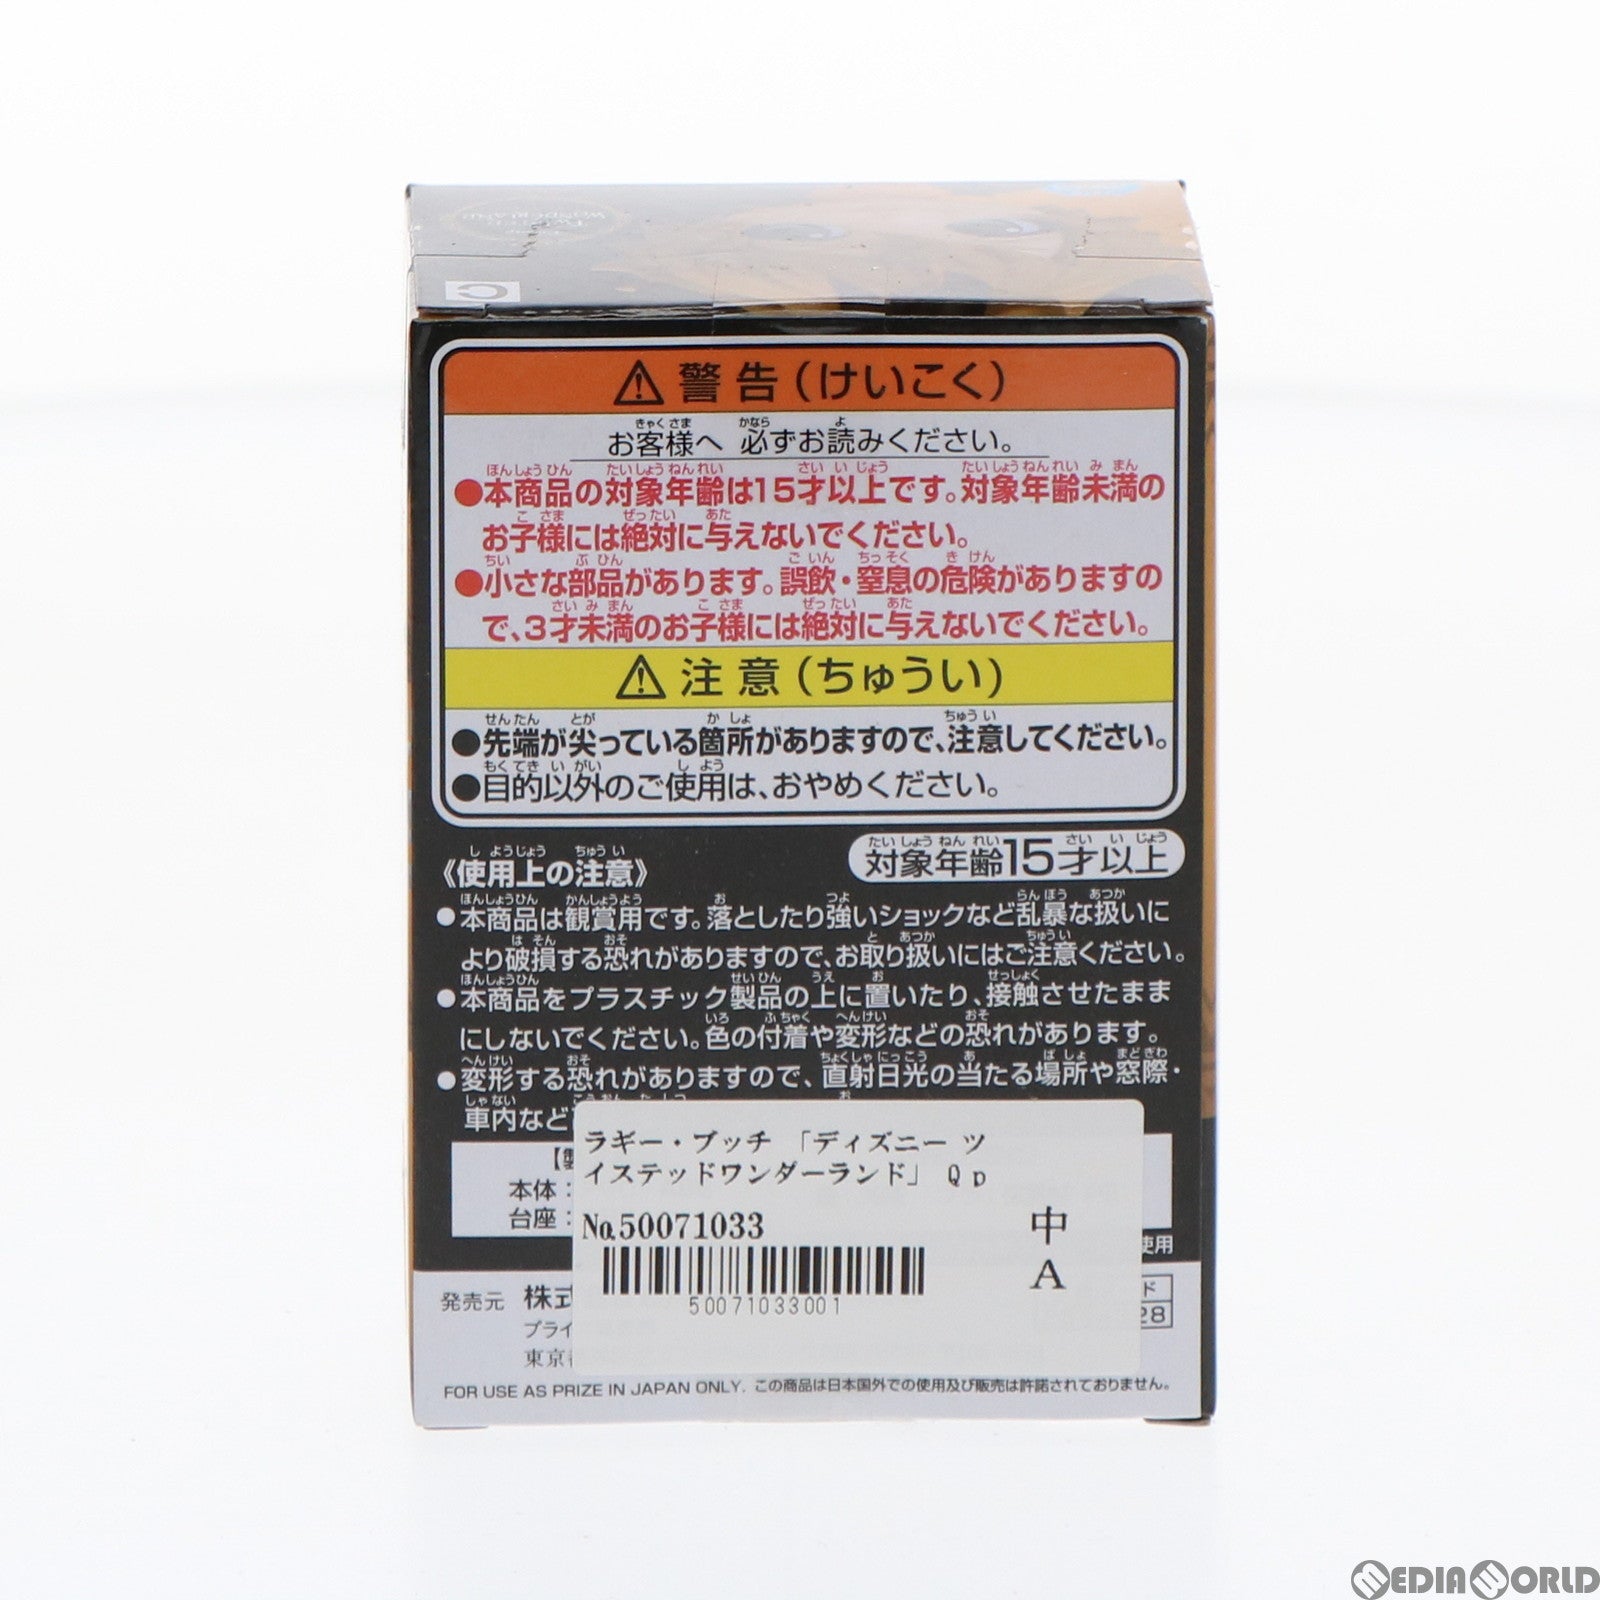 C
警告(けいこく)
お客様へ 必ずお読みください。
●本商品の対象年齢は15才以上です。対象年齢未満の
お子様には絶対に与えないでください。
●小さな部品があります。誤飲・窒息の危険がありますの
で、3才未満のお子様には絶対に与えないでください。
注意(ちゅうい)
●先端が尖っている箇所がありますので、注意してください。
●目的以外のご使用は、おやめください。
対象年齢15才以上
《使用上の注意》
●本商品は観賞用です。落としたり強いショックなど乱暴な扱いに
より破損する恐れがありますので、お取り扱いにはご注意ください。
●本商品をプラスチック製品の上に置いたり、接触させたまま
にしないでください。色の付着や変形などの恐れがあります。
●変形する恐れがありますので、直射日光の当たる場所や窓際・
車内など
本体:
台座:
使用
ラギー・ブッチ 「ディズニー ツ
イステッドワンダーランド」 Qp
№50071033
中
A
50071033001
発売元 株式
プライ
東京
ド
28
FOR USE AS PRIZE IN JAPAN ONLY. この商品は日本国外での使用及び販売は許諾されておりません。
MEDIAWORLD